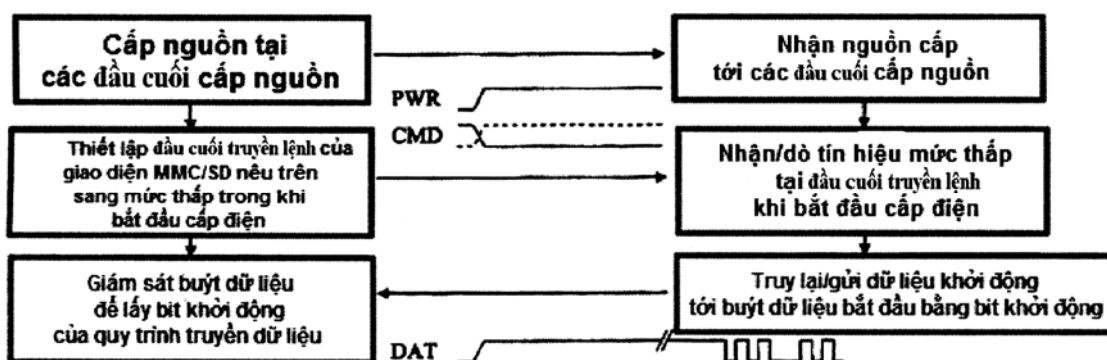 Cấp nguồn tại
các đầu cuối cấp nguồn
Nhận nguồn cấp
tới các đầu cuối cấp nguồn
PWR
CMD
Thiết lập đầu cuối truyền lệnh của
giao diện MMC/SD nêu trên
sang mức thấp trong khi
bắt đầu cấp điện
Nhận/dò tín hiệu mức thấp
tại đầu cuối truyền lệnh
khi bắt đầu cấp điện
Giám sát buýt dữ liệu
để lấy bit khởi động
của quy trình truyền dữ liệu
Truy lại/gửi dữ liệu khởi động
tới buýt dữ liệu bắt đầu bằng bit khởi động
DAT